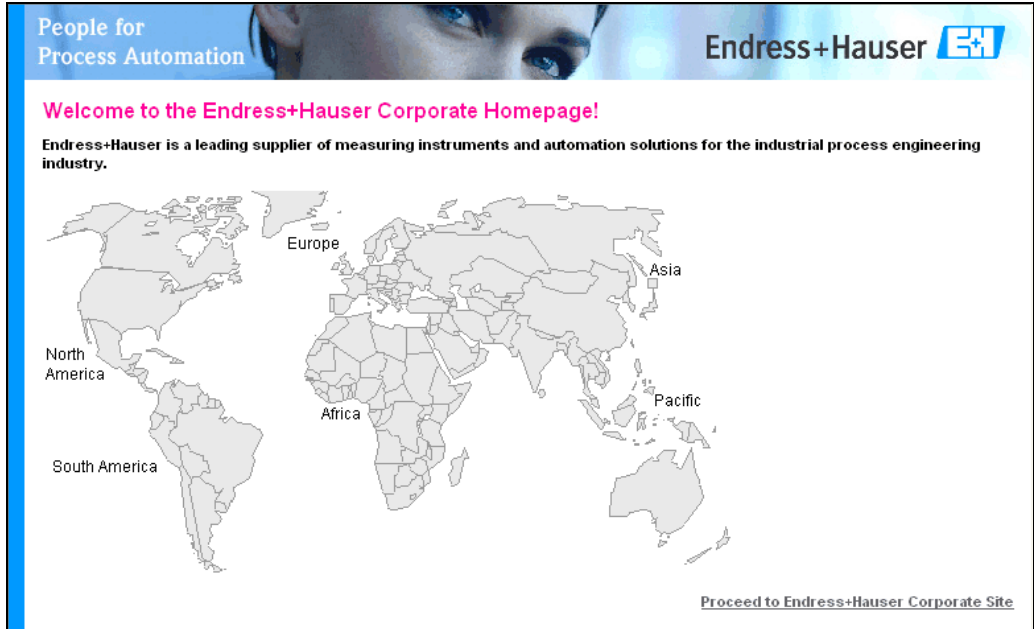 People for
Process Automation
Endress+Hauser EH
Welcome to the Endress+Hauser Corporate Homepage!
Endress+Hauser is a leading supplier of measuring instruments and automation solutions for the industrial process engineering
industry.
Europe
Asia
North
America
Pacific
Africa
South America
Proceed to Endress+Hauser Corporate Site